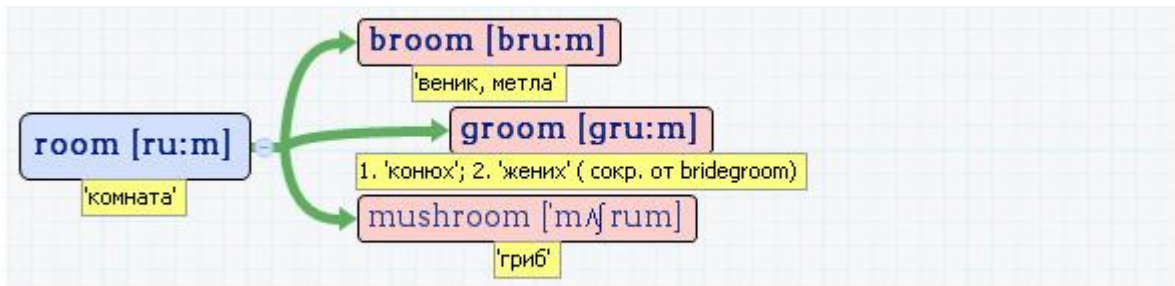 broom [bru:m]
'веник, метла'
groom [gru:m]
room [ru:m]
1. 'конюх'; 2. 'жених' ( сокр. от bridegroom)
'комната'
mushroom ['mʌʃrum]
'гриб'